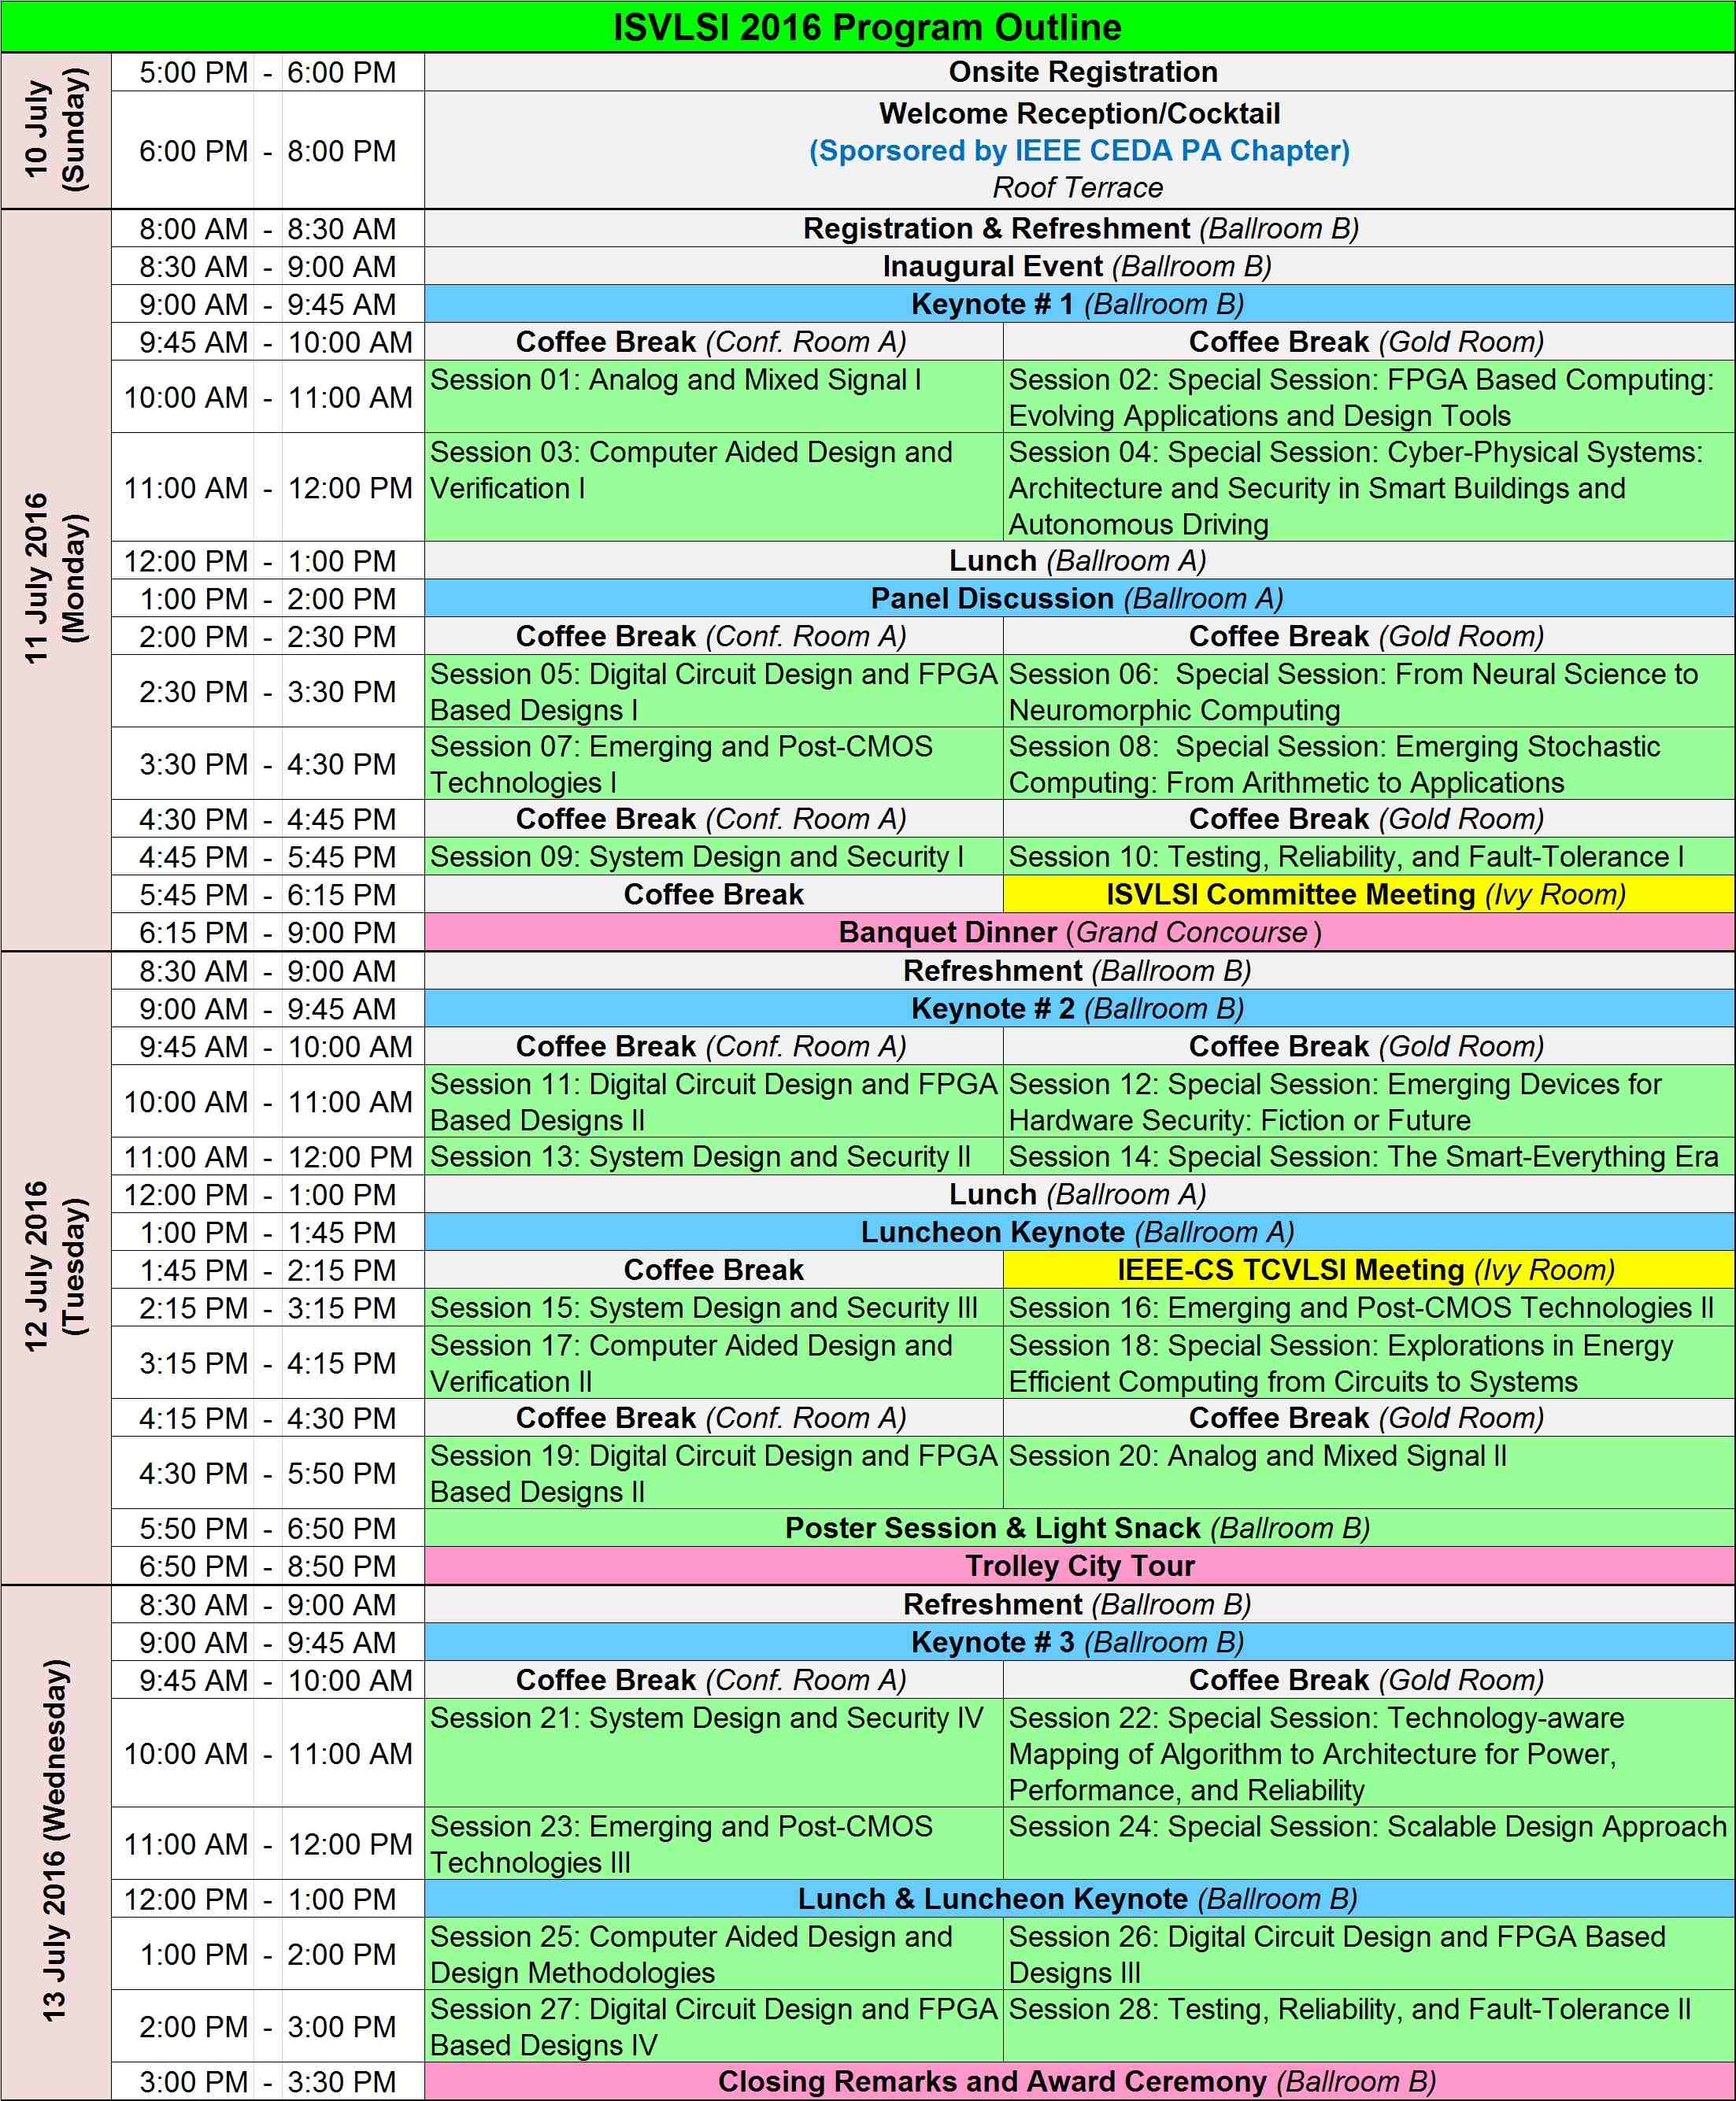 ISVLSI 2016 Program Outline
10 July
(Sunday)
5:00 PM - 6:00 PM
Onsite Registration
6:00 PM - 8:00 PM
Welcome Reception/Cocktail
(Sporsored by IEEE CEDA PA Chapter)
Roof Terrace
11 July 2016
(Monday)
8:00 AM - 8:30 AM
Registration & Refreshment (Ballroom B)
8:30 AM - 9:00 AM
Inaugural Event (Ballroom B)
9:00 AM - 9:45 AM
Keynote # 1 (Ballroom B)
9:45 AM - 10:00 AM
Coffee Break (Conf. Room A)
Coffee Break (Gold Room)
10:00 AM - 11:00 AM
Session 01: Analog and Mixed Signal I
Session 02: Special Session: FPGA Based Computing:
Evolving Applications and Design Tools
11:00 AM - 12:00 PM
Session 03: Computer Aided Design and
Verification I
Session 04: Special Session: Cyber-Physical Systems:
Architecture and Security in Smart Buildings and
Autonomous Driving
12:00 PM - 1:00 PM
Lunch (Ballroom A)
1:00 PM - 2:00 PM
Panel Discussion (Ballroom A)
2:00 PM - 2:30 PM
Coffee Break (Conf. Room A)
Coffee Break (Gold Room)
2:30 PM - 3:30 PM
Session 05: Digital Circuit Design and FPGA
Based Designs I
Session 06: Special Session: From Neural Science to
Neuromorphic Computing
3:30 PM - 4:30 PM
Session 07: Emerging and Post-CMOS
Technologies I
Session 08: Special Session: Emerging Stochastic
Computing: From Arithmetic to Applications
4:30 PM - 4:45 PM
Coffee Break (Conf. Room A)
Coffee Break (Gold Room)
4:45 PM - 5:45 PM
Session 09: System Design and Security I
Session 10: Testing, Reliability, and Fault-Tolerance I
5:45 PM - 6:15 PM
Coffee Break
ISVLSI Committee Meeting (Ivy Room)
6:15 PM - 9:00 PM
Banquet Dinner (Grand Concourse )
12 July 2016
(Tuesday)
8:30 AM - 9:00 AM
Refreshment (Ballroom B)
9:00 AM - 9:45 AM
Keynote # 2 (Ballroom B)
9:45 AM - 10:00 AM
Coffee Break (Conf. Room A)
Coffee Break (Gold Room)
10:00 AM - 11:00 AM
Session 11: Digital Circuit Design and FPGA
Based Designs II
Session 12: Special Session: Emerging Devices for
Hardware Security: Fiction or Future
11:00 AM - 12:00 PM
Session 13: System Design and Security II
Session 14: Special Session: The Smart-Everything Era
12:00 PM - 1:00 PM
Lunch (Ballroom A)
1:00 PM - 1:45 PM
Luncheon Keynote (Ballroom A)
1:45 PM - 2:15 PM
Coffee Break
IEEE-CS TCVLSI Meeting (Ivy Room)
2:15 PM - 3:15 PM
Session 15: System Design and Security III
Session 16: Emerging and Post-CMOS Technologies II
3:15 PM - 4:15 PM
Session 17: Computer Aided Design and
Verification II
Session 18: Special Session: Explorations in Energy
Efficient Computing from Circuits to Systems
4:15 PM - 4:30 PM
Coffee Break (Conf. Room A)
Coffee Break (Gold Room)
4:30 PM - 5:50 PM
Session 19: Digital Circuit Design and FPGA
Based Designs II
Session 20: Analog and Mixed Signal II
5:50 PM - 6:50 PM
Poster Session & Light Snack (Ballroom B)
6:50 PM - 8:50 PM
Trolley City Tour
13 July 2016 (Wednesday)
8:30 AM - 9:00 AM
Refreshment (Ballroom B)
9:00 AM - 9:45 AM
Keynote # 3 (Ballroom B)
9:45 AM - 10:00 AM
Coffee Break (Conf. Room A)
Coffee Break (Gold Room)
10:00 AM - 11:00 AM
Session 21: System Design and Security IV
Session 22: Special Session: Technology-aware
Mapping of Algorithm to Architecture for Power,
Performance, and Reliability
11:00 AM - 12:00 PM
Session 23: Emerging and Post-CMOS
Technologies III
Session 24: Special Session: Scalable Design Approach
12:00 PM - 1:00 PM
Lunch & Luncheon Keynote (Ballroom B)
1:00 PM - 2:00 PM
Session 25: Computer Aided Design and
Design Methodologies
Session 26: Digital Circuit Design and FPGA Based
Designs III
2:00 PM - 3:00 PM
Session 27: Digital Circuit Design and FPGA
Based Designs IV
Session 28: Testing, Reliability, and Fault-Tolerance II
3:00 PM - 3:30 PM
Closing Remarks and Award Ceremony (Ballroom B)